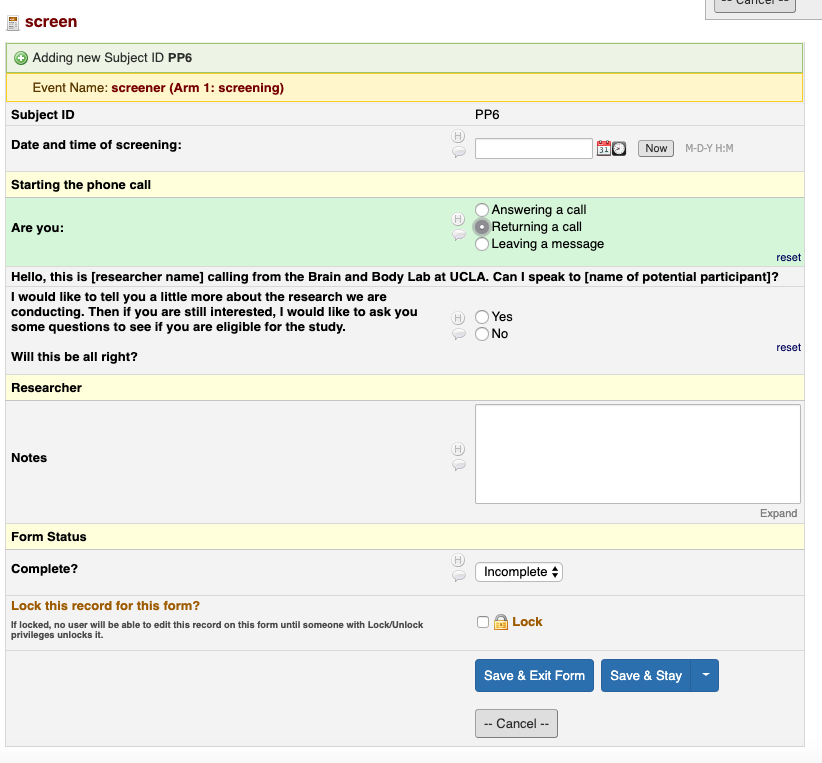 -- Cancel --
screen
Adding new Subject ID PP6
Event Name: screener (Arm 1: screening)
Subject ID PP6
Date and time of screening: H 31 Now M-D-Y H:M
Starting the phone call
Are you: H
Answering a call
Returning a call
Leaving a message
reset
Hello, this is [researcher name] calling from the Brain and Body Lab at UCLA. Can I speak to [name of potential participant]?
I would like to tell you a little more about the research we are
conducting. Then if you are still interested, I would like to ask you
some questions to see if you are eligible for the study.
Will this be all right?
H
Yes
No
reset
Researcher
Notes H
Expand
Form Status
Complete? H Incomplete
Lock this record for this form?
If locked, no user will be able to edit this record on this form until someone with Lock/Unlock
privileges unlocks it.
Lock
Save & Exit Form Save & Stay
-- Cancel --